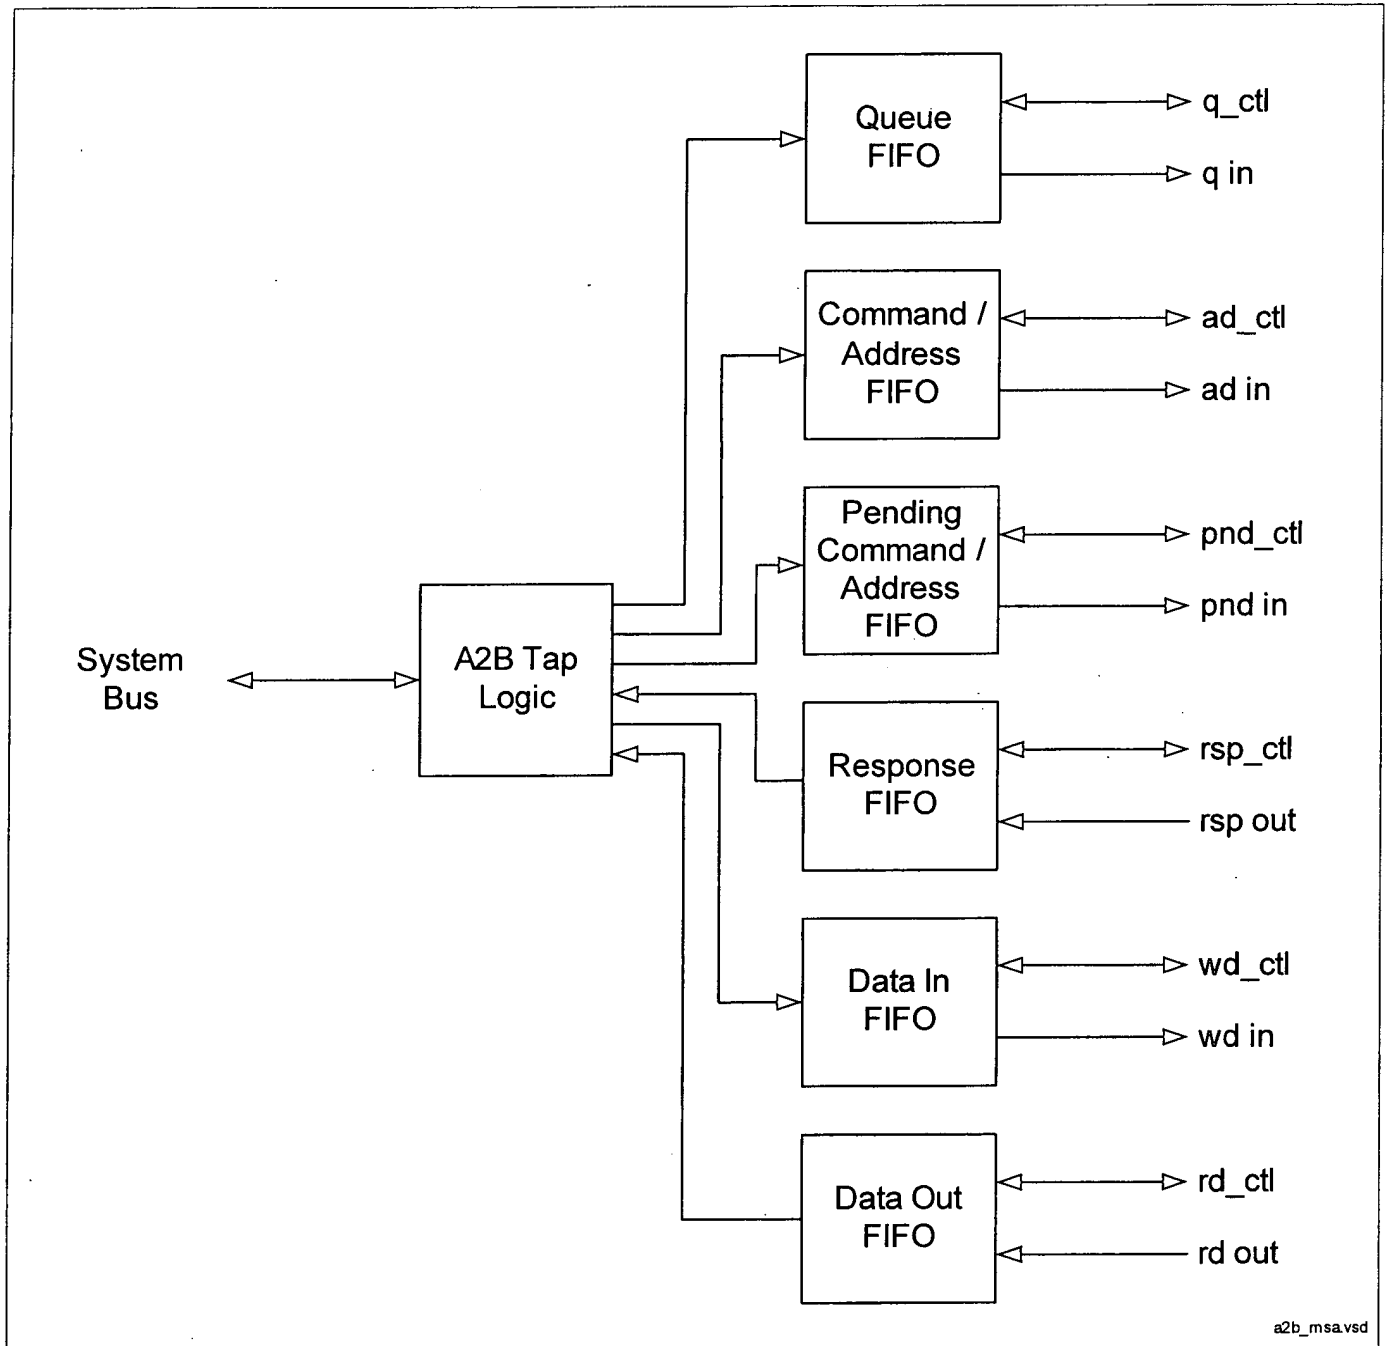 Queue
FIFO
q_ctl
q in
Command /
Address
FIFO
ad_ctl
ad in
Pending
Command /
Address
FIFO
pnd_ctl
pnd in
System
Bus
A2B Tap
Logic
Response
FIFO
rsp_ctl
rsp out
Data In
FIFO
wd_ctl
wd in
Data Out
FIFO
rd_ctl
rd out
a2b_msa.vsd